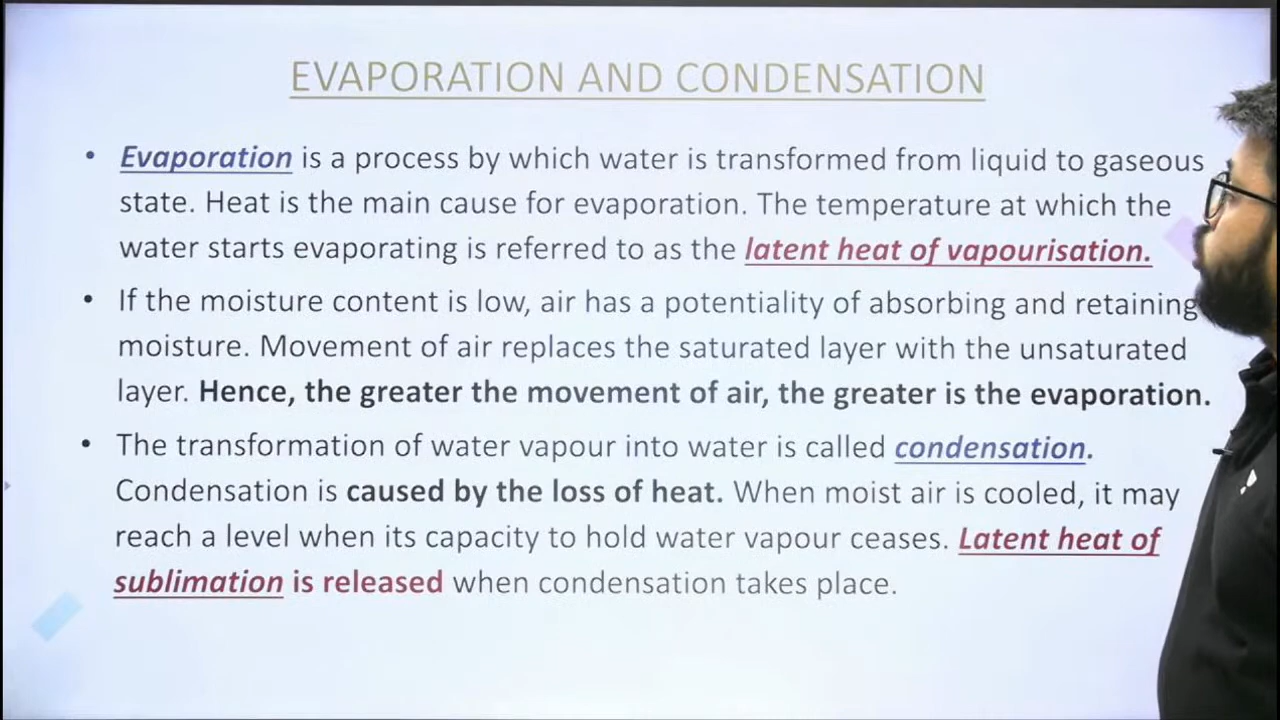 EVAPORATION AND CONDENSATION
• Evaporation is a process by which water is transformed from liquid to gaseous
state. Heat is the main cause for evaporation. The temperature at which the
water starts evaporating is referred to as the latent heat of vapourisation.
• If the moisture content is low, air has a potentiality of absorbing and retaining
moisture. Movement of air replaces the saturated layer with the unsaturated
layer. Hence, the greater the movement of air, the greater is the evaporation.
• The transformation of water vapour into water is called condensation.
Condensation is caused by the loss of heat. When moist air is cooled, it may
reach a level when its capacity to hold water vapour ceases. Latent heat of
sublimation is released when condensation takes place.